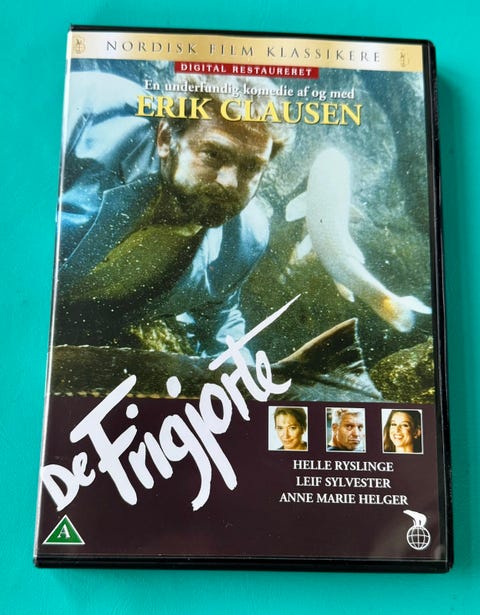 NORDISK FILM KLASSIKERE
DIGITAL RESTAURERET
En underfundig komedie af og med
ERIK CLAUSEN
De Frigjorte
HELLE RYSLINGE
LEIF SYLVESTER
ANNE MARIE HELGER
A